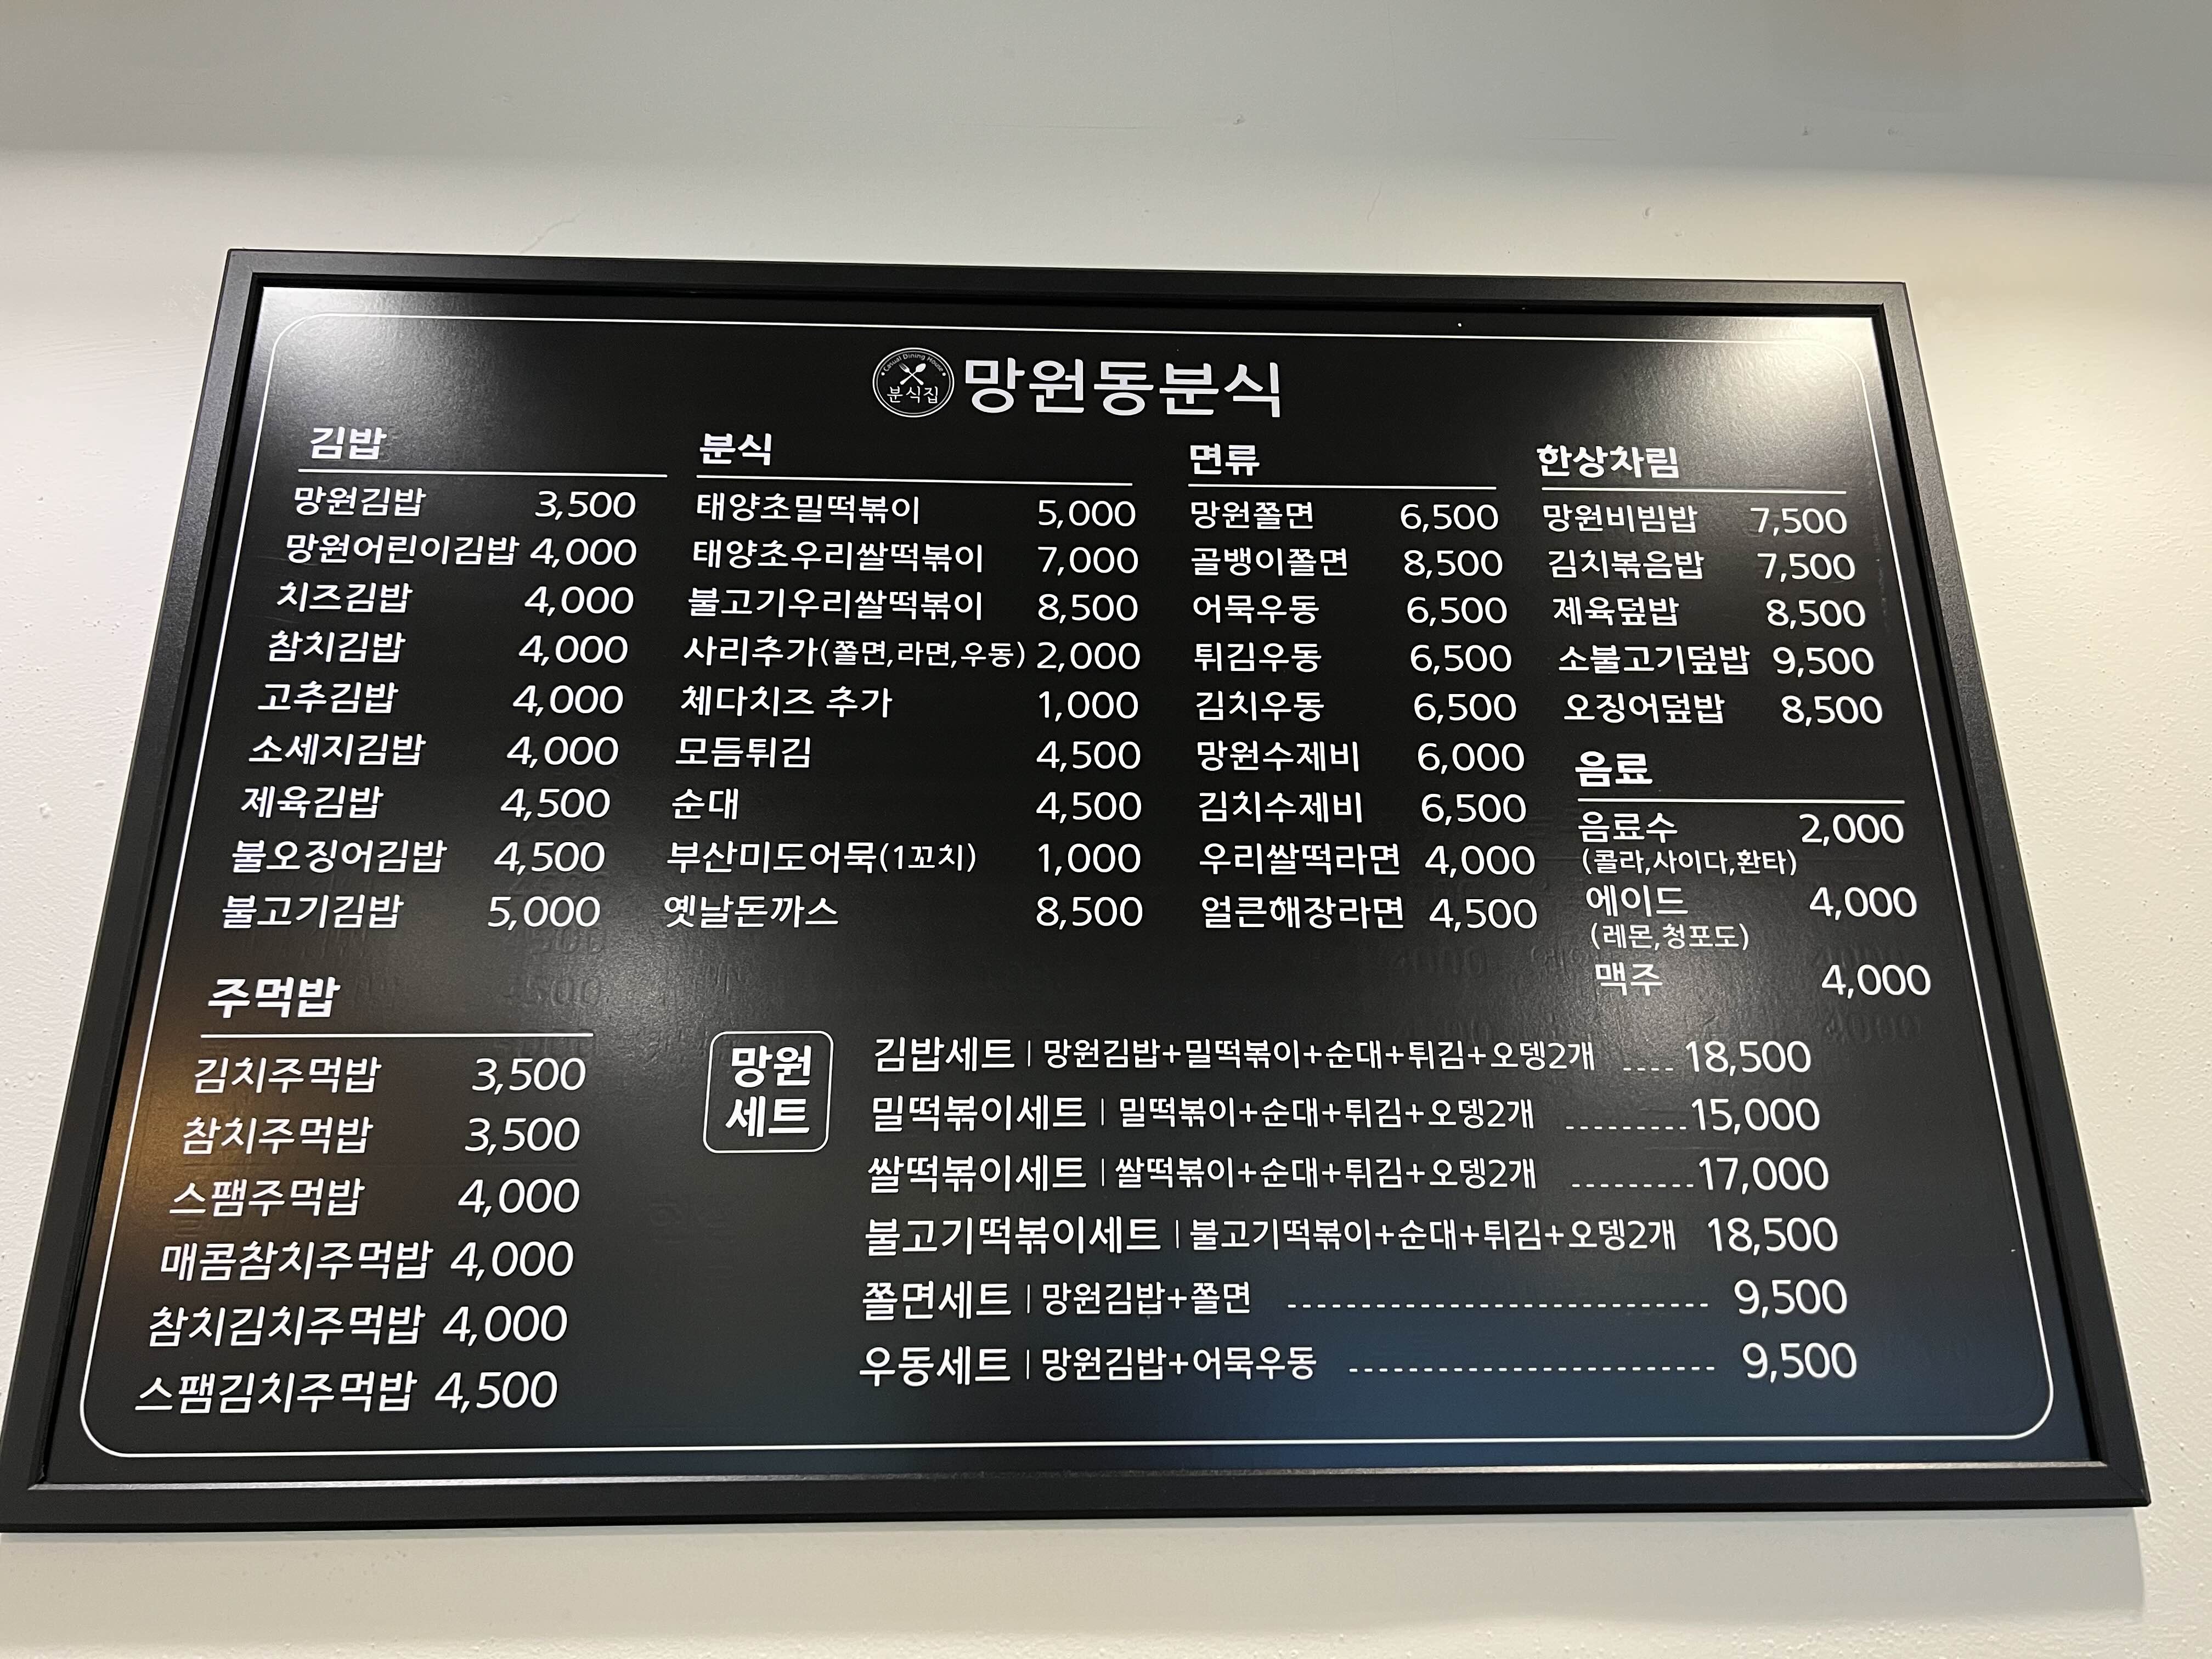 Casual Dining House
분식집
망원동분식
김밥
망원김밥 3,500
망원어린이김밥 4,000
치즈김밥 4,000
참치김밥 4,000
고추김밥 4,000
소세지김밥 4,000
제육김밥 4,500
불오징어김밥 4,500
불고기김밥 5,000
주먹밥
김치주먹밥 3,500
참치주먹밥 3,500
스팸주먹밥 4,000
매콤참치주먹밥 4,000
참치김치주먹밥 4,000
스팸김치주먹밥 4,500
분식
태양초밀떡볶이 5,000
태양초우리쌀떡볶이 7,000
불고기우리쌀떡볶이 8,500
사리추가(쫄면,라면,우동) 2,000
체다치즈 추가 1,000
모듬튀김 4,500
순대 4,500
부산미도어묵(1꼬치) 1,000
옛날돈까스 8,500
면류
망원쫄면 6,500
골뱅이쫄면 8,500
어묵우동 6,500
튀김우동 6,500
김치우동 6,500
망원수제비 6,000
김치수제비 6,500
우리쌀떡라면 4,000
얼큰해장라면 4,500
한상차림
망원비빔밥 7,500
김치볶음밥 7,500
제육덮밥 8,500
소불고기덮밥 9,500
오징어덮밥 8,500
음료
음료수 2,000
(콜라,사이다,환타)
에이드 4,000
(레몬,청포도)
맥주 4,000
망원
세트
김밥세트 | 망원김밥+밀떡볶이+순대+튀김+오뎅2개 .... 18,500
밀떡볶이세트 | 밀떡볶이+순대+튀김+오뎅2개 ......... 15,000
쌀떡볶이세트 | 쌀떡볶이+순대+튀김+오뎅2개 ......... 17,000
불고기떡볶이세트 | 불고기떡볶이+순대+튀김+오뎅2개 18,500
쫄면세트 | 망원김밥+쫄면 ----------------------------- 9,500
우동세트 | 망원김밥+어묵우동 ------------------------- 9,500